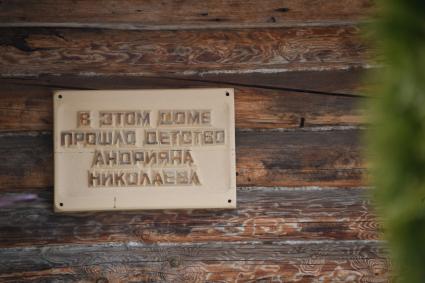 В ЭТОМ ДОМЕ
ПРОШЛО ДЕТСТВО
АНДРИЯНА
НИКОЛАЕВА